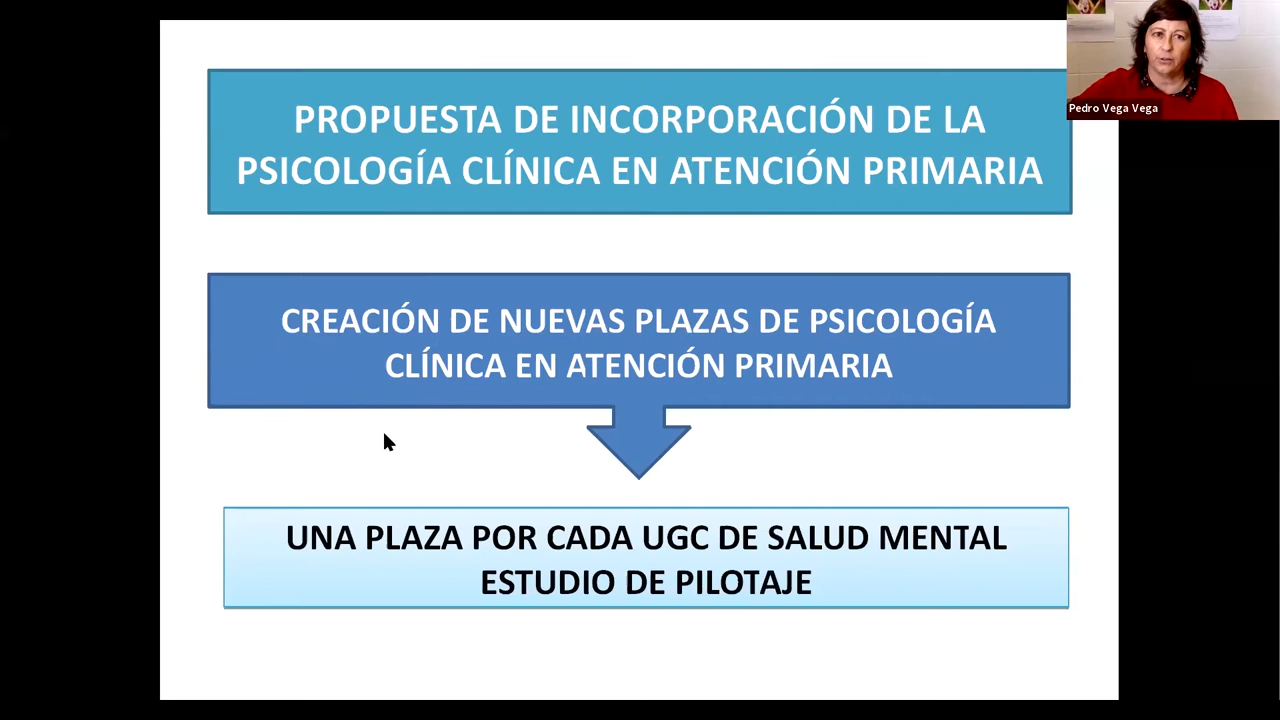 PROPUESTA DE INCORPORACIÓN DE LA
PSICOLOGÍA CLÍNICA EN ATENCIÓN PRIMARIA
Pedro Vega Vega
CREACIÓN DE NUEVAS PLAZAS DE PSICOLOGÍA
CLÍNICA EN ATENCIÓN PRIMARIA
UNA PLAZA POR CADA UGC DE SALUD MENTAL
ESTUDIO DE PILOTAJE